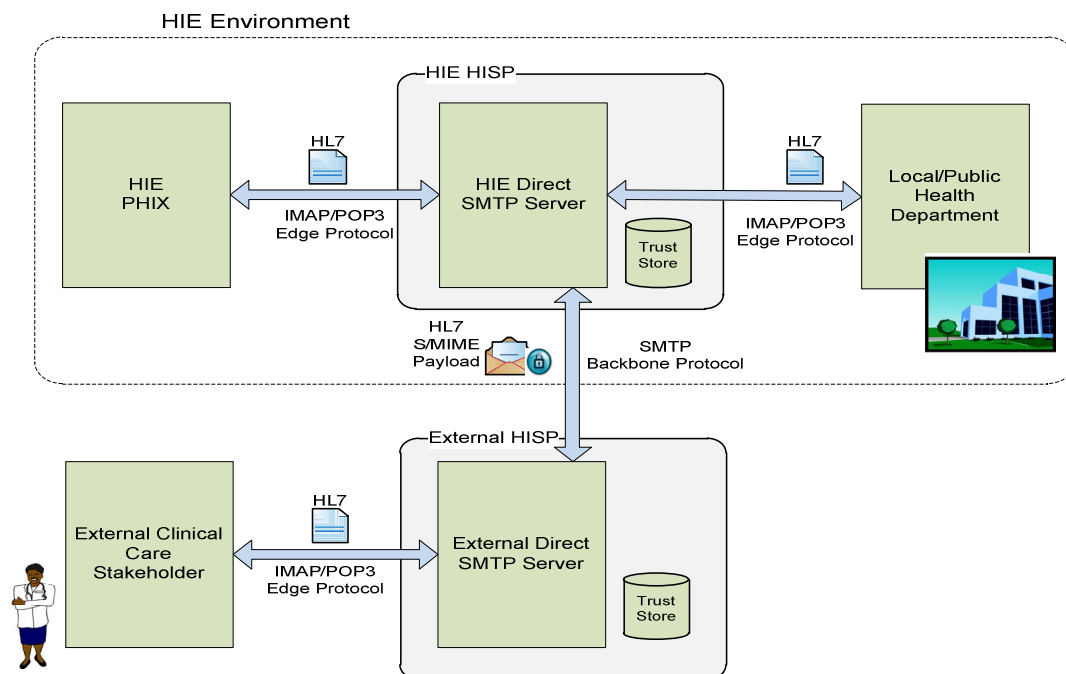 HIE Environment
HIE HISP
HIE
PHIX
HL7
IMAP/POP3
Edge Protocol
HIE Direct
SMTP Server
Trust
Store
HL7
IMAP/POP3
Edge Protocol
Local/Public
Health
Department
HL7
S/MIME
Payload
SMTP
Backbone Protocol
External HISP
External Clinical
Care
Stakeholder
HL7
IMAP/POP3
Edge Protocol
External Direct
SMTP Server
Trust
Store